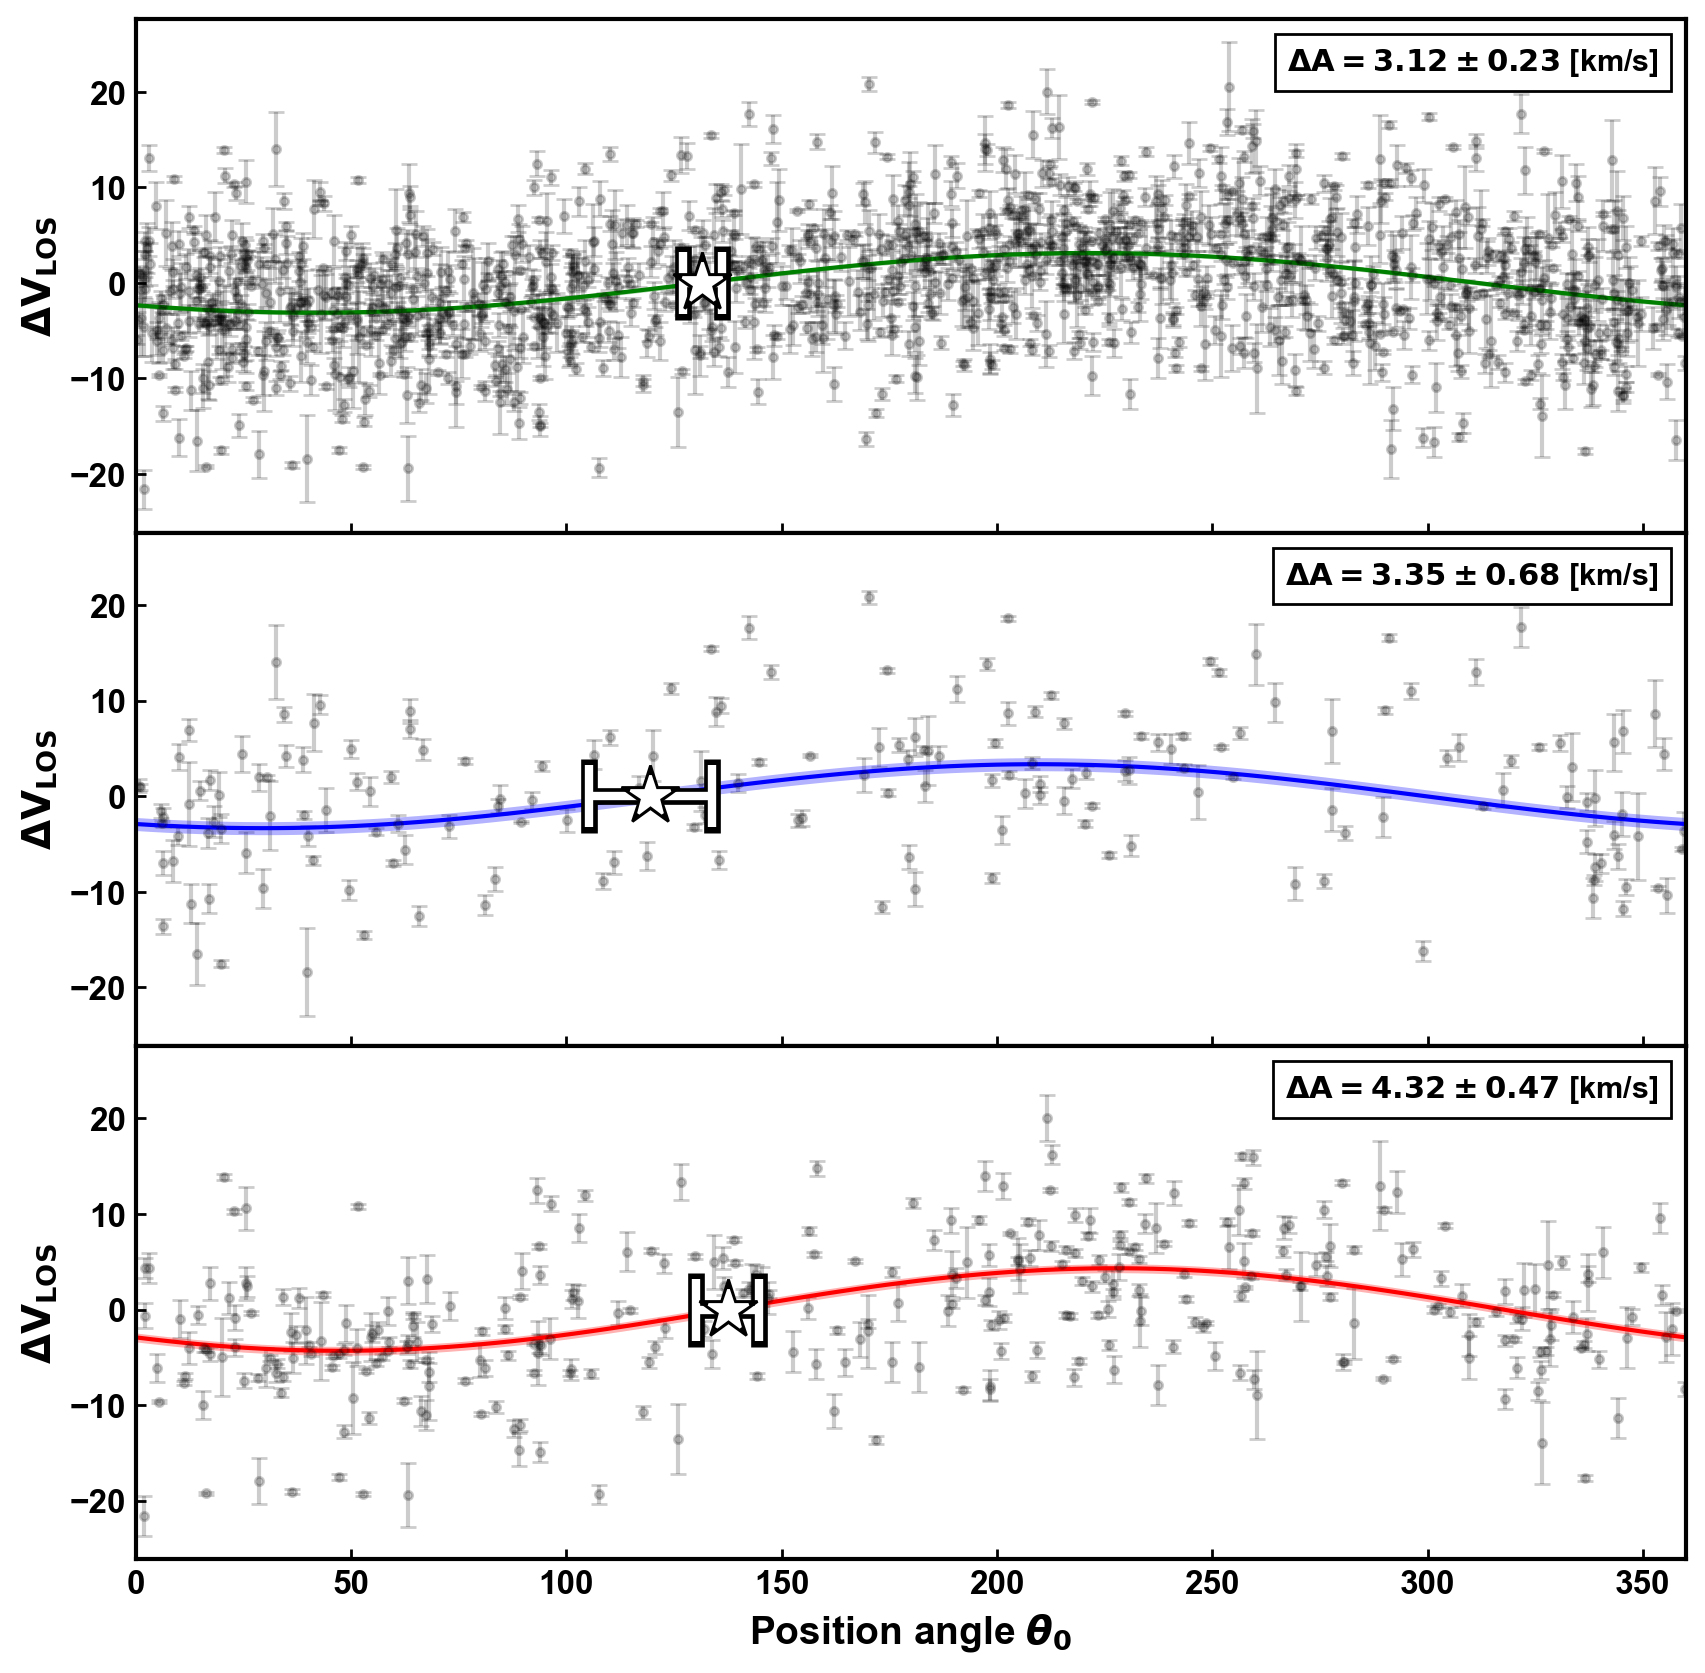 ΔA = 3.12 ± 0.23 [km/s]
20
10
0
−10
−20
ΔV_LOS
ΔA = 3.35 ± 0.68 [km/s]
20
10
0
−10
−20
ΔV_LOS
ΔA = 4.32 ± 0.47 [km/s]
20
10
0
−10
−20
ΔV_LOS
0 50 100 150 200 250 300 350
Position angle θ₀